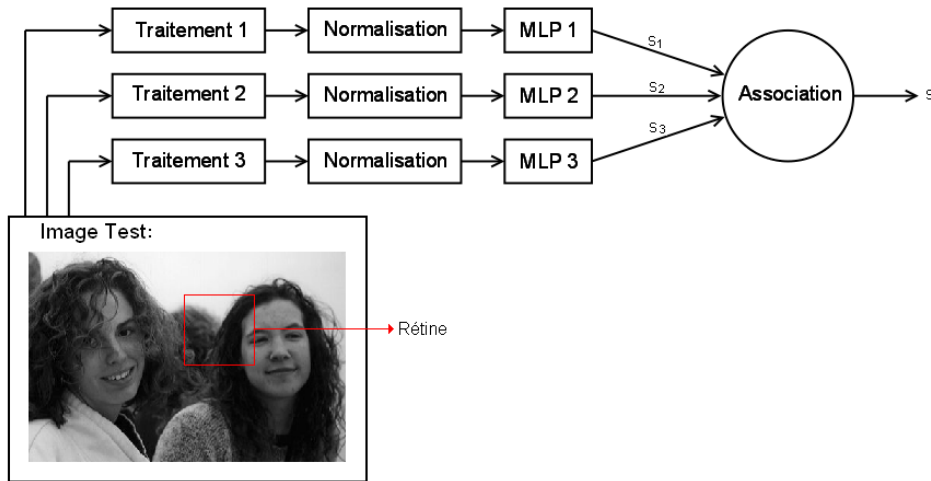 Traitement 1
Normalisation
MLP 1
S1
Traitement 2
Normalisation
MLP 2
S2
Association
s
Traitement 3
Normalisation
MLP 3
S3
Image Test:
Rétine